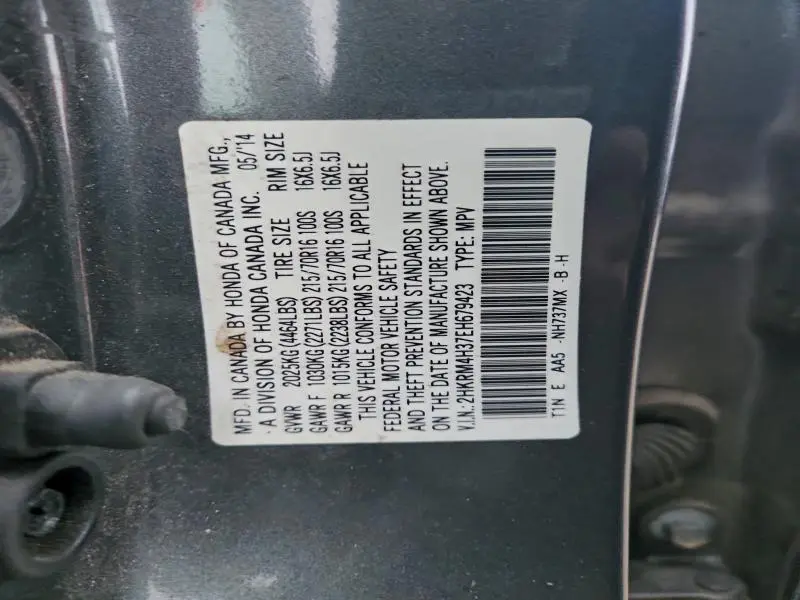 MFD. IN CANADA BY HONDA OF CANADA MFG.,
A DIVISION OF HONDA CANADA INC. 05/'14
GVWR 2025KG(4464LBS) TIRE SIZE RIM SIZE
GAWR F 1030KG(2271LBS) 215/70R16 100S 16X6.5J
GAWR R 1015KG(2238LBS) 215/70R16 100S 16X6.5J
THIS VEHICLE CONFORMS TO ALL APPLICABLE
FEDERAL MOTOR VEHICLE SAFETY
AND THEFT PREVENTION STANDARDS IN EFFECT
ON THE DATE OF MANUFACTURE SHOWN ABOVE.
V.I.N.:2HKRM4H37EH679423 TYPE: MPV
T1N E AA5 -NH737MX -B-H